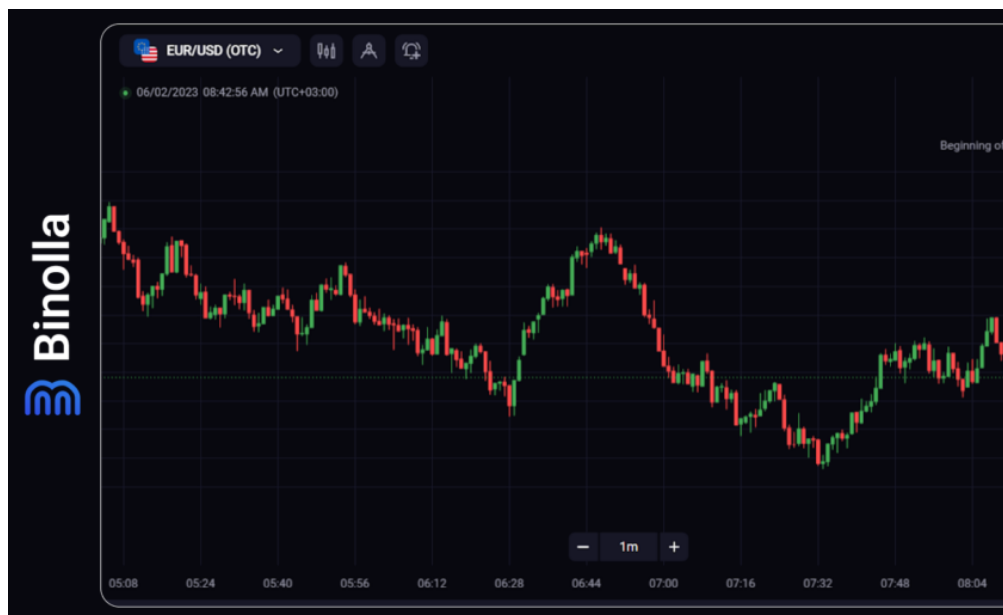 Binolla
EUR/USD (OTC)
06/02/2023 08:42:56 AM (UTC+03:00)
Beginning of
1m
05:08 05:24 05:40 05:56 06:12 06:28 06:44 07:00 07:16 07:32 07:48 08:04